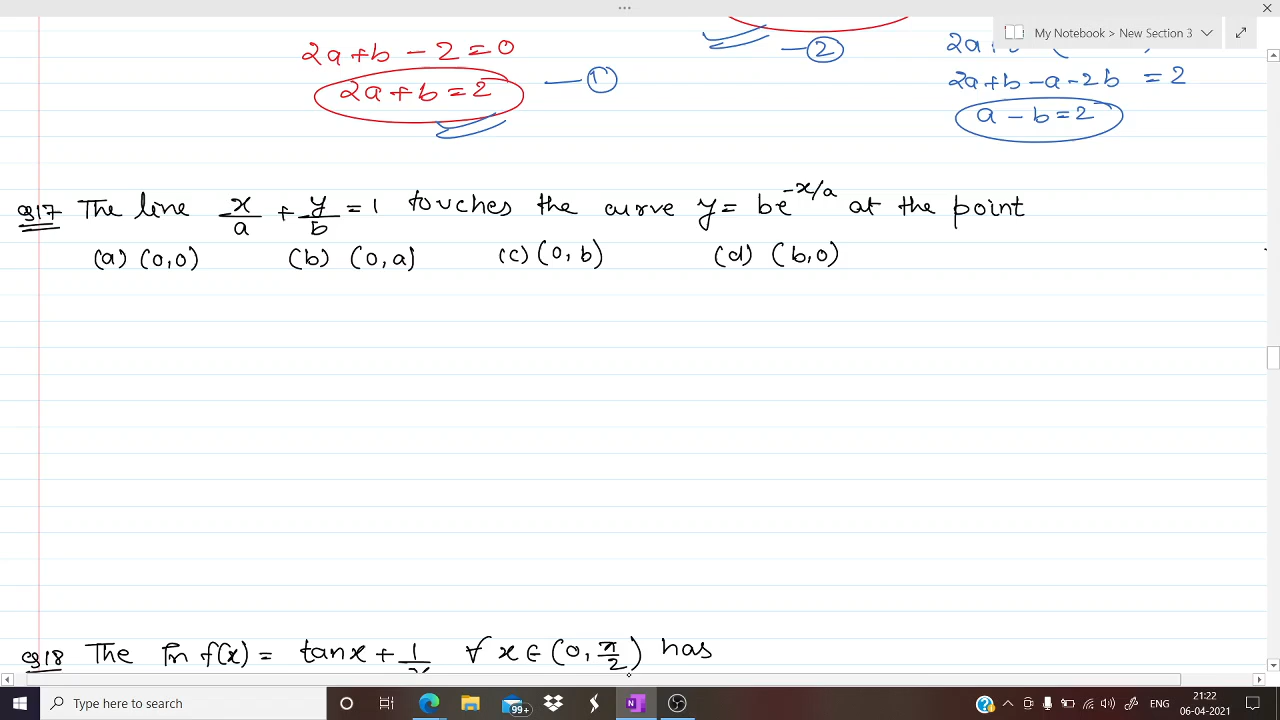 ...
My Notebook > New Section 3
2a+b - 2 = 0
— ②
2a + b = 2 — ①
2a+b -a-2b = 2
a - b = 2
Q17 The line x/a + y/b = 1 touches the curve y = be^-x/a at the point
(a) (0,0) (b) (0,a) (c) (0,b) (d) (b,0)
Q18 The fn f(x) = tanx + 1/x ∀ x ∈ (0, π/2) has
Type here to search
99+
ENG
21:22
06-04-2021